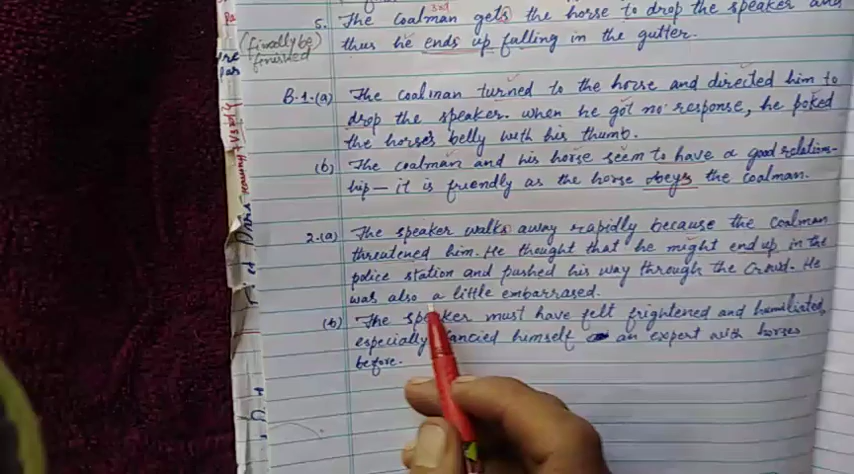 3rd
5. The Coalman gets the horse to drop the speaker and
thus he ends up falling in the gutter.
(finally be
finished)
B.1.(a) The coalman turned to the horse and directed him to
drop the speaker. When he got no response, he poked
the horse's belly with his thumb.
(b) The coalman and his horse seem to have a good relation-
ship — it is friendly as the horse obeys the coalman.
2.(a) The speaker walks away rapidly because the Coalman
threatened him. He thought that he might end up in the
police station and pushed his way through the Crowd. He
was also a little embarrased.
(b) The speaker must have felt frightened and humiliated,
especially fancied himself an expert with horses
before.